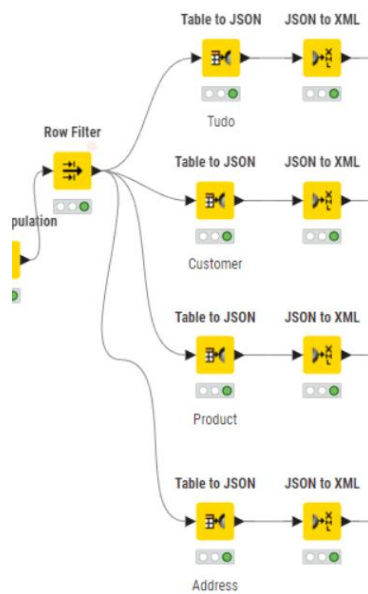 Table to JSON JSON to XML
Tudo
Row Filter
Table to JSON JSON to XML
pulation
Customer
Table to JSON JSON to XML
Product
Table to JSON JSON to XML
Address